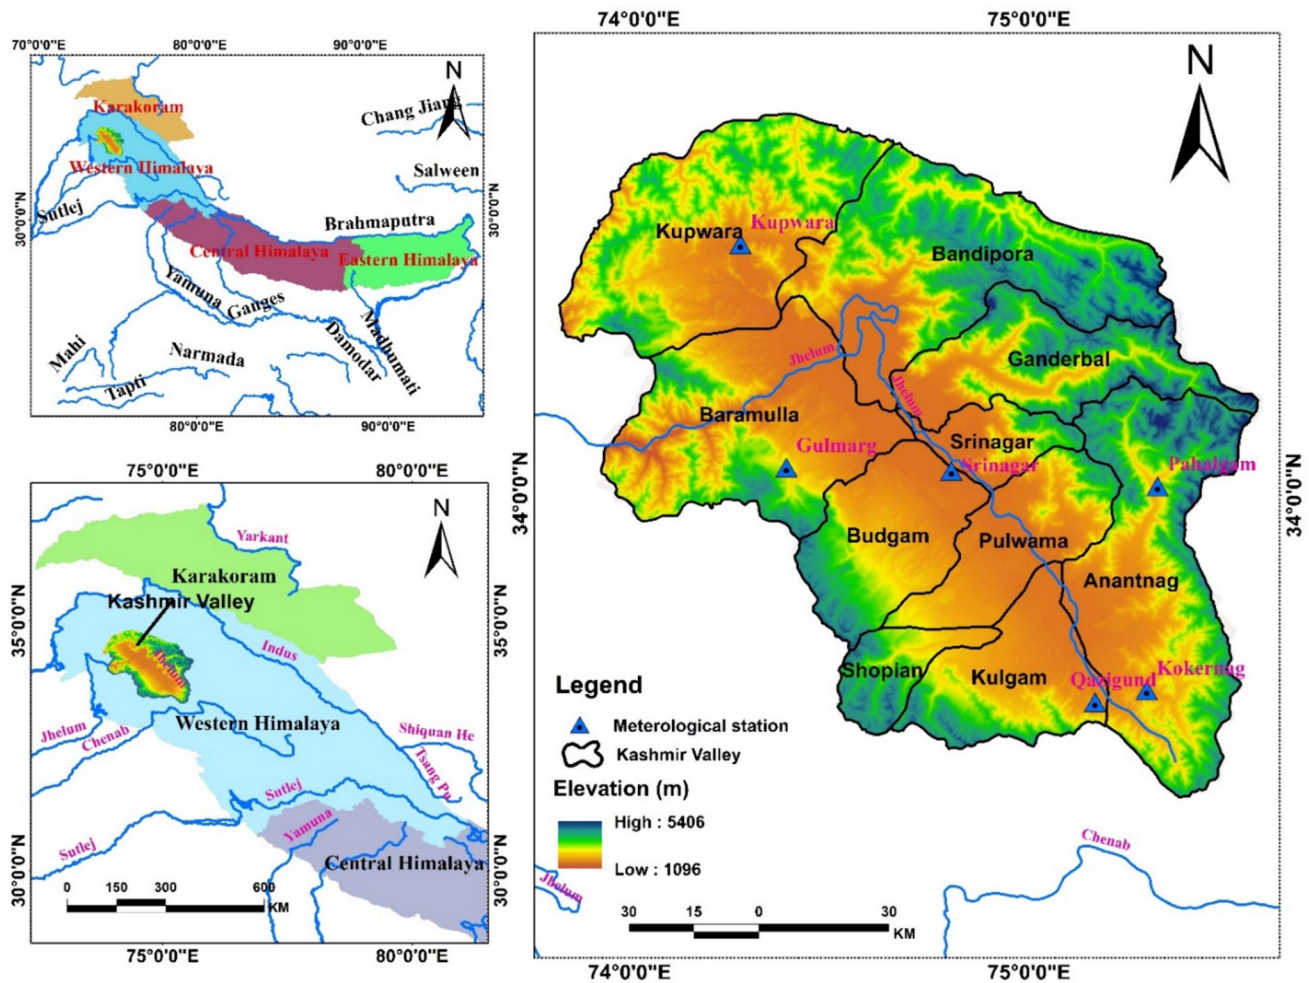 70°0'0"E 80°0'0"E 90°0'0"E
N
Karakoram
Chang Jiang
Western Himalaya
Salween
Sutlej
Brahmaputra
30°0'0"N
30°0'0"N
Central Himalaya
Eastern Himalaya
Yamuna
Ganges
Madhumati
Damodar
Mahi
Narmada
Tapti
80°0'0"E 90°0'0"E
75°0'0"E 80°0'0"E
N
Yarkant
Karakoram
Kashmir Valley
35°0'0"N
35°0'0"N
Indus
Jhelum
Western Himalaya
Jhelum
Chenab
Shiquan He
Tsang Pu
Sutlej
Yamuna
Sutlej
Central Himalaya
30°0'0"N
30°0'0"N
0 150 300 600
KM
75°0'0"E 80°0'0"E
74°0'0"E 75°0'0"E
N
Kupwara
Kupwara
Bandipora
Jhelum
Ganderbal
Jhelum
Baramulla
Srinagar
Gulmarg
Srinagar
Pahalgam
34°0'0"N
34°0'0"N
Budgam
Pulwama
Anantnag
Shopian
Kulgam
Qazigund
Kokernag
Legend
Meterological station
Kashmir Valley
Elevation (m)
High : 5406
Low : 1096
Chenab
Jhelum
30 15 0 30
KM
74°0'0"E 75°0'0"E